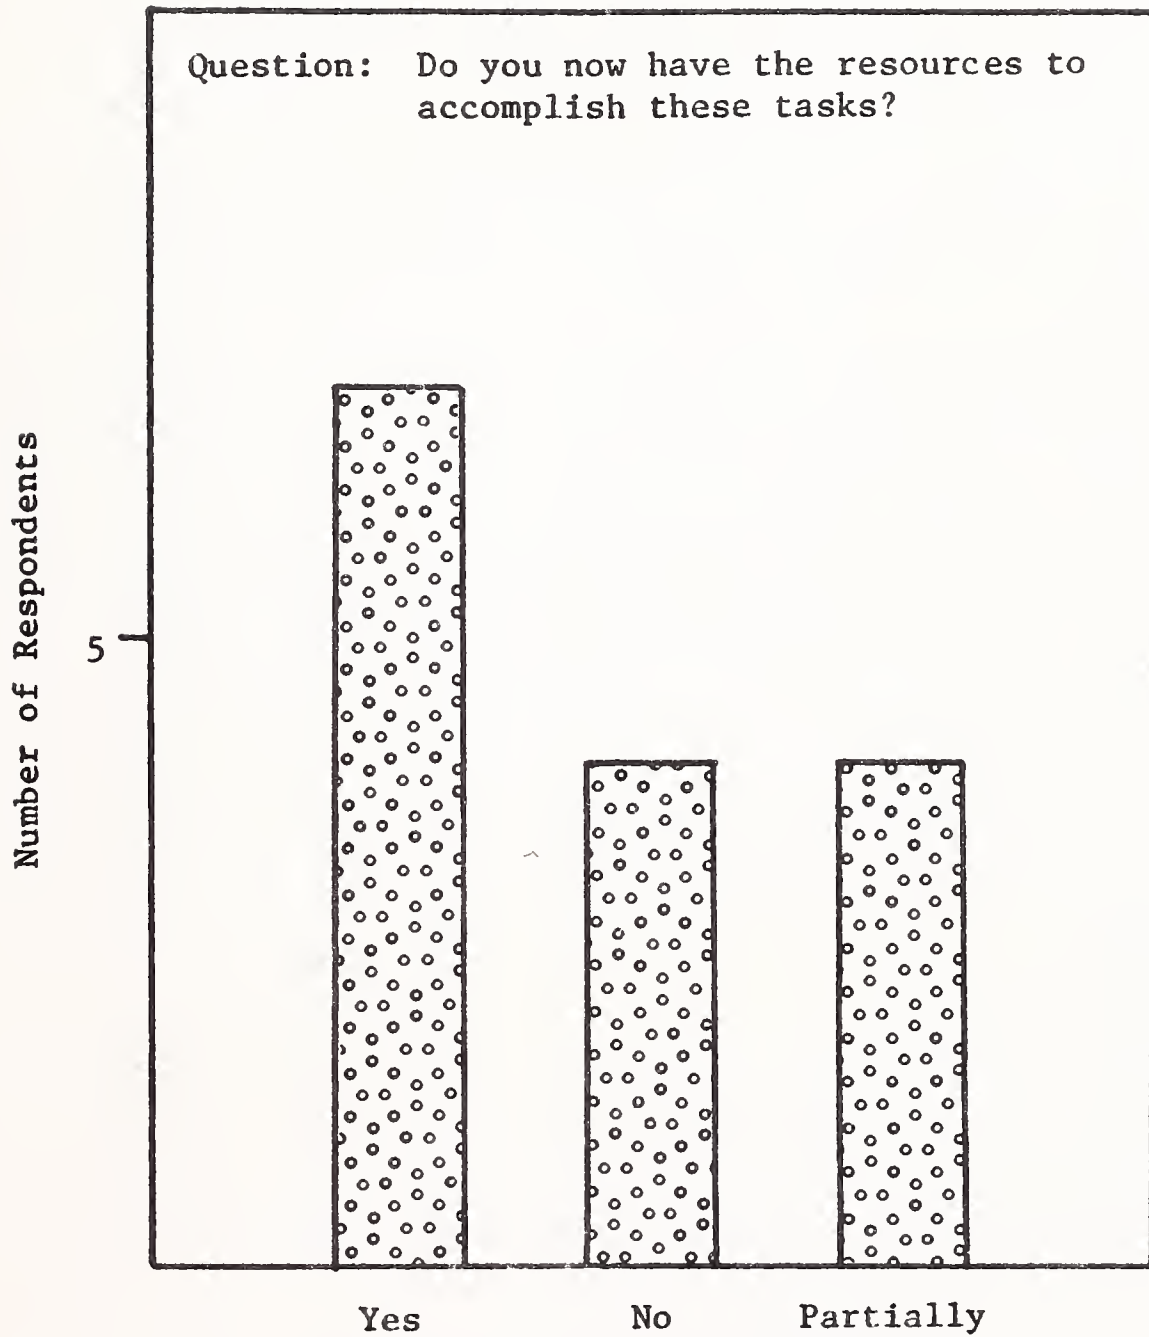 Question: Do you now have the resources to
accomplish these tasks?
Number of Respondents
5
Yes No Partially